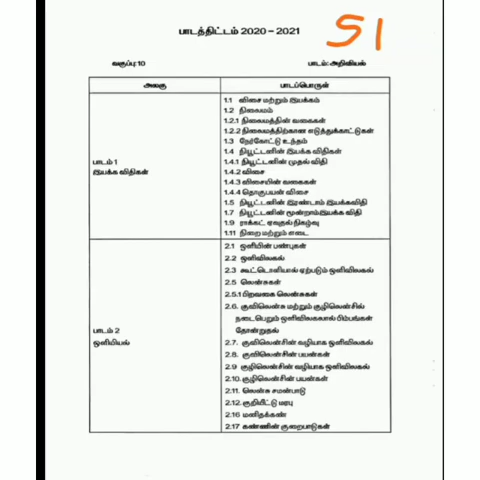 பாடத்திட்டம் 2020 – 2021
51
வகுப்பு:10 பாடம்: அறிவியல்
அலகு பாடப்பொருள்
பாடம் 1
இயக்க விதிகள்
1.1 விசை மற்றும் இயக்கம்
1.2 நிலைமம்
1.2.1 நிலைமத்தின் வகைகள்
1.2.2 நிலைமத்திற்கான எடுத்துக்காட்டுகள்
1.3 நேர்கோட்டு உந்தம்
1.4 நியூட்டனின் இயக்க விதிகள்
1.4.1 நியூட்டனின் முதல் விதி
1.4.2 விசை
1.4.3 விசையின் வகைகள்
1.4.4 தொகுபயன் விசை
1.5 நியூட்டனின் இரண்டாம் இயக்கவிதி
1.7 நியூட்டனின் மூன்றாம் இயக்க விதி
1.9 ராக்கட் ஏவுதல் நிகழ்வு
1.11 நிறை மற்றும் எடை
பாடம் 2
ஒளியியல்
2.1 ஒளியின் பண்புகள்
2.2 ஒளிவிலகல்
2.3 கூட்டொளியால் ஏற்படும் ஒளிவிலகல்
2.5 லென்சுகள்
2.5.1 பிறவகை லென்சுகள்
2.6. குவிலென்சு மற்றும் குழிலென்சில்
நடைபெறும் ஒளிவிலகலால் பிம்பங்கள்
தோன்றுதல்
2.7. குவிலென்சின் வழியாக ஒளிவிலகல்
2.8. குவிலென்சின் பயன்கள்
2.9 குழிலென்சின் வழியாக ஒளிவிலகல்
2.10. குழிலென்சின் பயன்கள்
2.11. லென்சு சமன்பாடு
2.12. குறியீட்டு மரபு
2.16 மனிதக்கண்
2.17 கண்ணின் குறைபாடுகள்